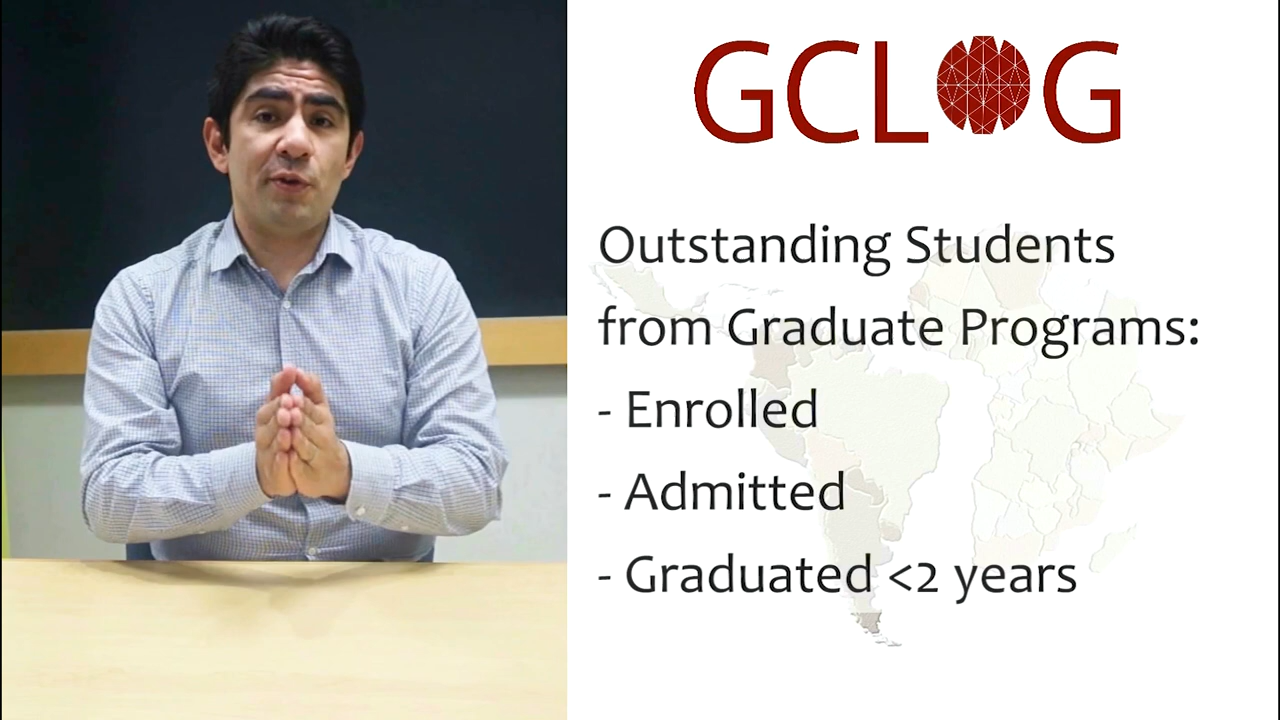 GCLOG
Outstanding Students
from Graduate Programs:
- Enrolled
- Admitted
- Graduated <2 years